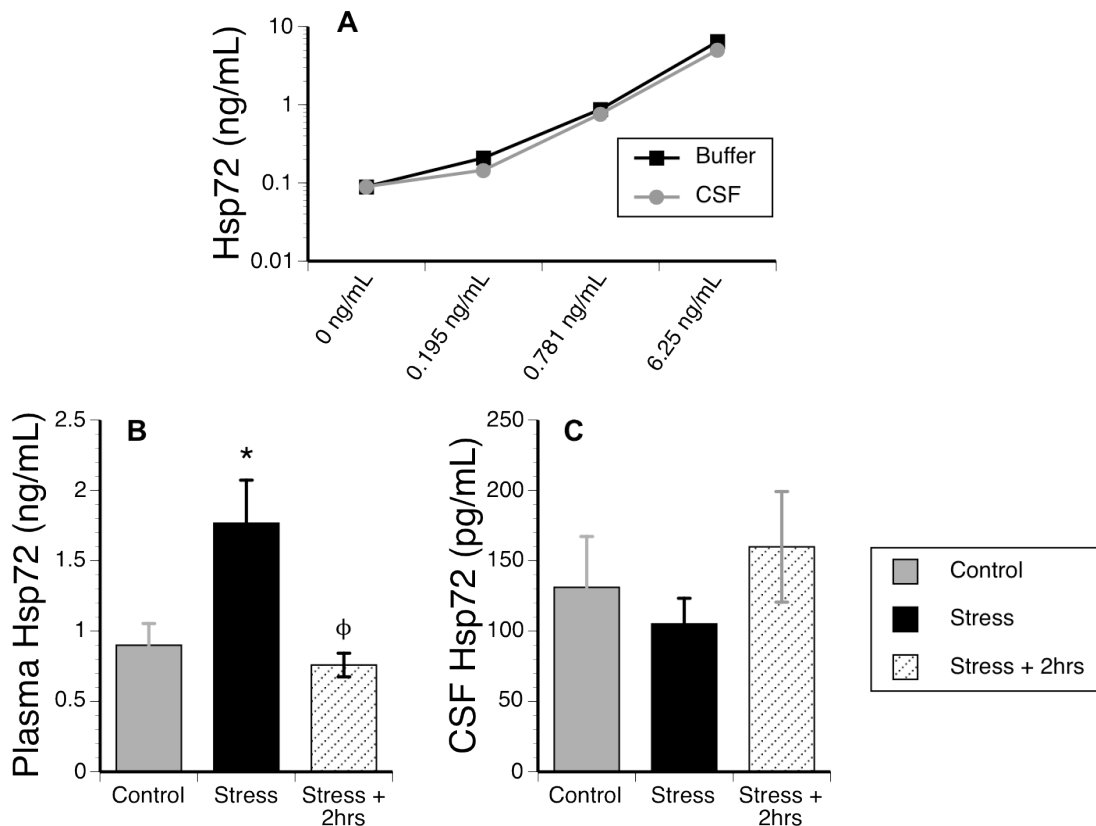 A
Hsp72 (ng/mL)
10
1
0.1
0.01
Buffer
CSF
0 ng/mL
0.195 ng/mL
0.781 ng/mL
6.25 ng/mL
B
Plasma Hsp72 (ng/mL)
2.5
2
1.5
1
0.5
0
*
ϕ
Control
Stress
Stress +
2hrs
C
CSF Hsp72 (pg/mL)
250
200
150
100
50
0
Control
Stress
Stress +
2hrs
Control
Stress
Stress + 2hrs